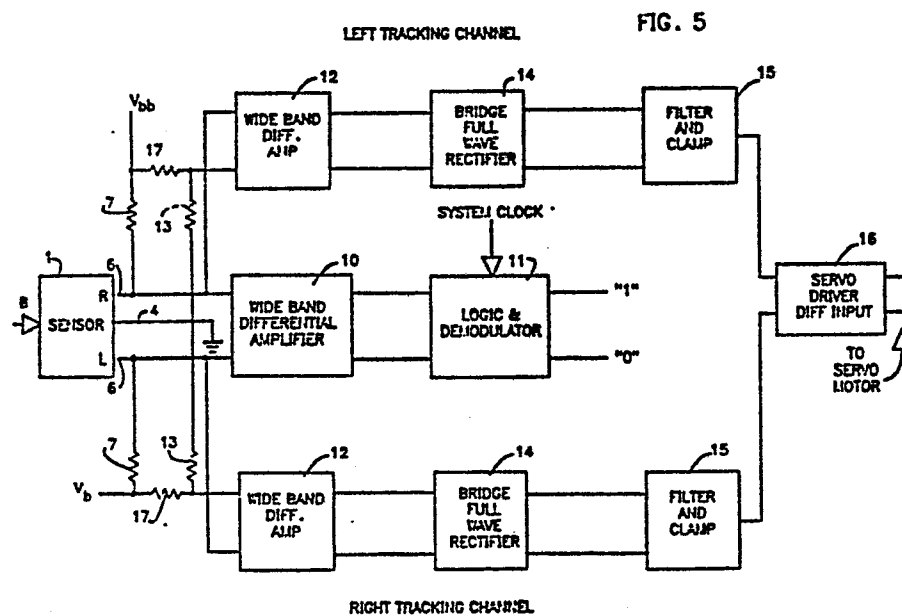 FIG. 5
LEFT TRACKING CHANNEL
12
14
15
Vbb
WIDE BAND
DIFF.
AMP
BRIDGE
FULL
WAVE
RECTIFIER
FILTER
AND
CLAMP
17
7
13
SYSTEM CLOCK
1
6
10
11
16
B
SENSOR
R
4
L
WIDE BAND
DIFFERENTIAL
AMPLIFIER
LOGIC &
DEMODULATOR
"1"
"0"
SERVO
DRIVER
DIFF INPUT
6
TO
SERVO
MOTOR
7
13
12
14
15
Vb
17
WIDE BAND
DIFF.
AMP
BRIDGE
FULL
WAVE
RECTIFIER
FILTER
AND
CLAMP
RIGHT TRACKING CHANNEL